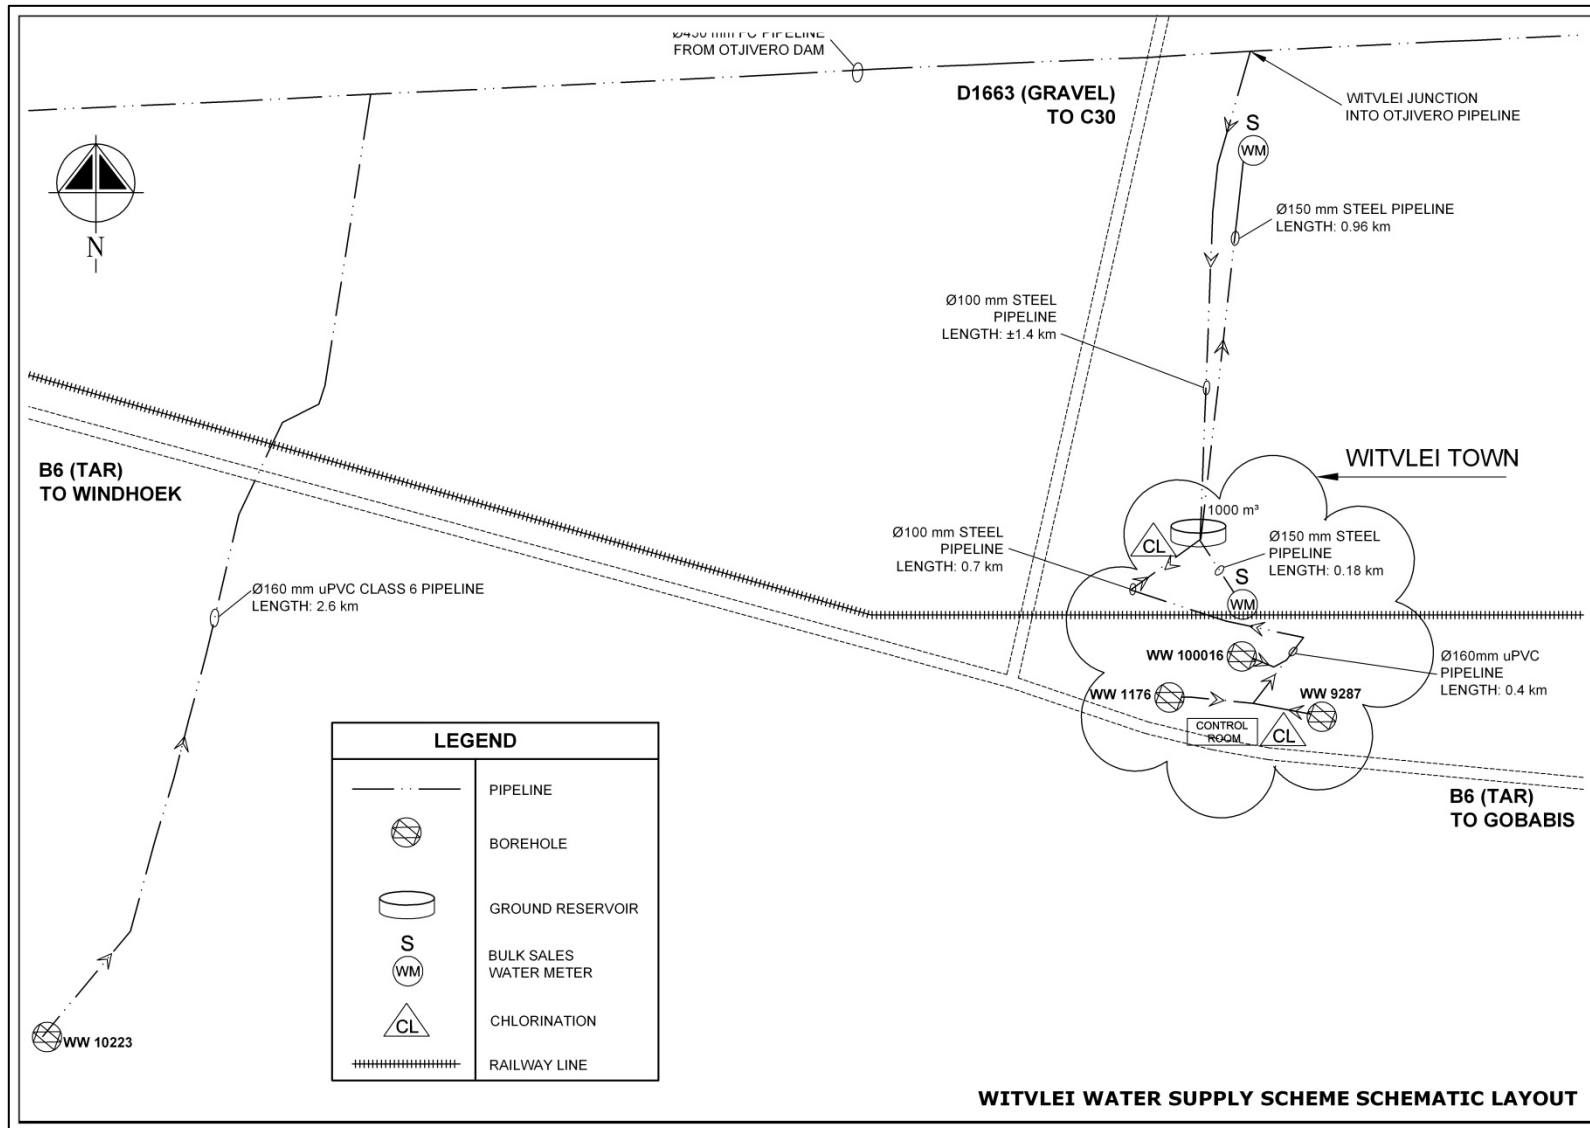 FROM OTJIVERO DAM
D1663 (GRAVEL)
TO C30
WITVLEI JUNCTION
INTO OTJIVERO PIPELINE
S
WM
N
Ø150 mm STEEL PIPELINE
LENGTH: 0.96 km
Ø100 mm STEEL
PIPELINE
LENGTH: ±1.4 km
B6 (TAR)
TO WINDHOEK
WITVLEI TOWN
1000 m³
CL
Ø100 mm STEEL
PIPELINE
LENGTH: 0.7 km
Ø150 mm STEEL
PIPELINE
LENGTH: 0.18 km
S
WM
Ø160 mm uPVC CLASS 6 PIPELINE
LENGTH: 2.6 km
WW 100016
Ø160mm uPVC
PIPELINE
LENGTH: 0.4 km
WW 1176
WW 9287
CONTROL
ROOM
CL
B6 (TAR)
TO GOBABIS
LEGEND
PIPELINE
BOREHOLE
GROUND RESERVOIR
S
WM
BULK SALES
WATER METER
CL
CHLORINATION
RAILWAY LINE
WW 10223
WITVLEI WATER SUPPLY SCHEME SCHEMATIC LAYOUT